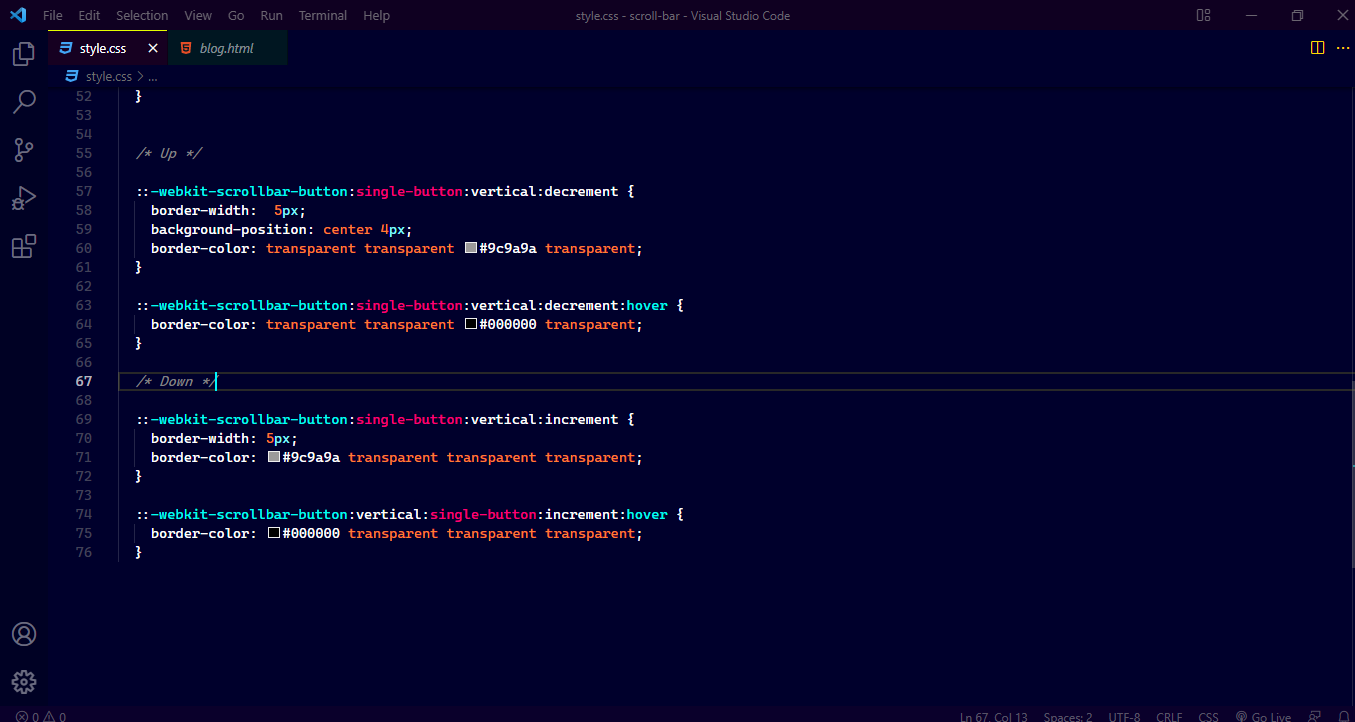 File Edit Selection View Go Run Terminal Help style.css - scroll-bar - Visual Studio Code
style.css blog.html
style.css > ...
52 }
53
54
55 /* Up */
56
57 ::-webkit-scrollbar-button:single-button:vertical:decrement {
58 border-width:  5px;
59 background-position: center 4px;
60 border-color: transparent transparent #9c9a9a transparent;
61 }
62
63 ::-webkit-scrollbar-button:single-button:vertical:decrement:hover {
64 border-color: transparent transparent #000000 transparent;
65 }
66
67 /* Down */
68
69 ::-webkit-scrollbar-button:single-button:vertical:increment {
70 border-width: 5px;
71 border-color: #9c9a9a transparent transparent transparent;
72 }
73
74 ::-webkit-scrollbar-button:vertical:single-button:increment:hover {
75 border-color: #000000 transparent transparent transparent;
76 }
0 0 Ln 67, Col 13 Spaces: 2 UTF-8 CRLF CSS Go Live